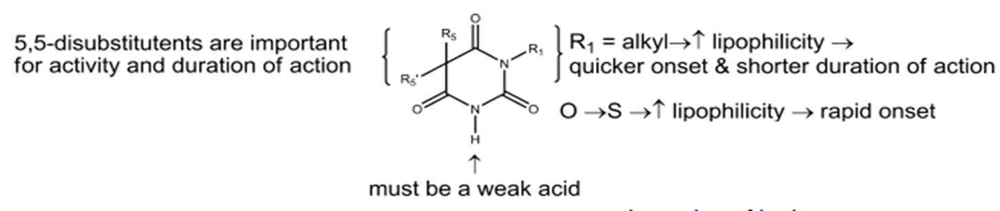 5,5-disubstitutents are important
for activity and duration of action
O
R₅
R₁
N
R₅'
O
N
O
H
R₁ = alkyl→↑ lipophilicity →
quicker onset & shorter duration of action
O →S →↑ lipophilicity → rapid onset
↑
must be a weak acid